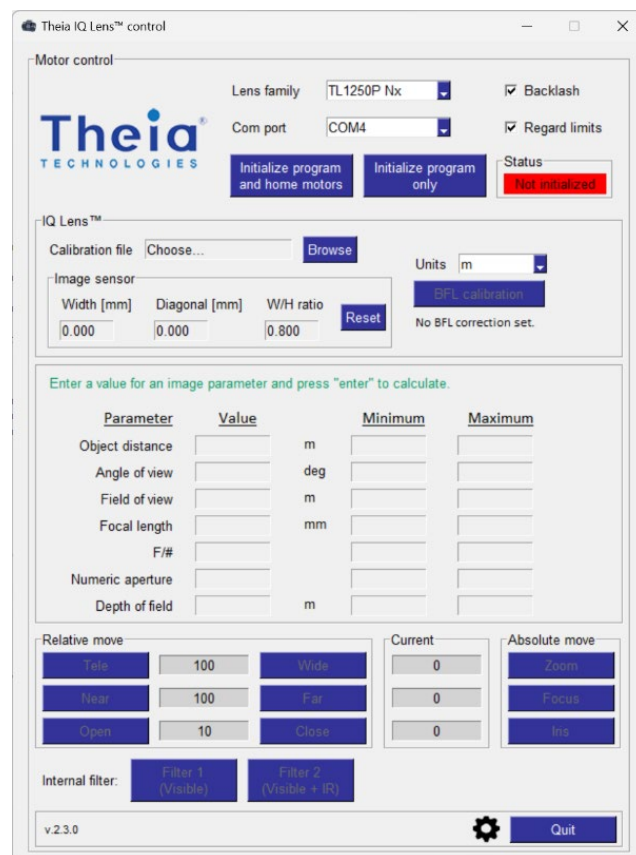 Theia IQ Lens™ control
Motor control
Theia®
TECHNOLOGIES
Lens family TL1250P Nx
Backlash
Com port COM4
Regard limits
Initialize program and home motors
Initialize program only
Status
Not initialized
IQ Lens™
Calibration file Choose... Browse
Units m
Image sensor
Width [mm] Diagonal [mm] W/H ratio
0.000 0.000 0.800 Reset
BFL calibration
No BFL correction set.
Enter a value for an image parameter and press "enter" to calculate.
Parameter Value Minimum Maximum
Object distance m
Angle of view deg
Field of view m
Focal length mm
F/#
Numeric aperture
Depth of field m
Relative move Current Absolute move
Tele 100 Wide 0 Zoom
Near 100 Far 0 Focus
Open 10 Close 0 Iris
Internal filter:
Filter 1
(Visible)
Filter 2
(Visible + IR)
v.2.3.0 Quit